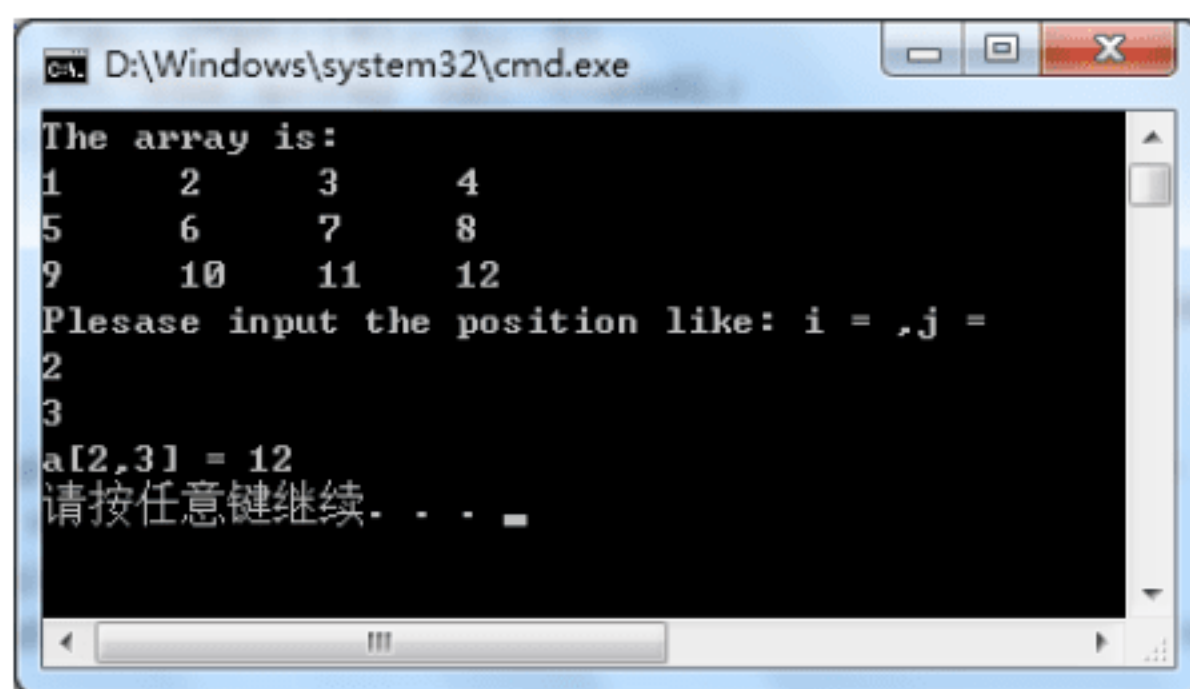 D:\Windows\system32\cmd.exe
The array is:
1 2 3 4
5 6 7 8
9 10 11 12
Plesase input the position like: i = ,j =
2
3
a[2,3] = 12
请按任意键继续. . .